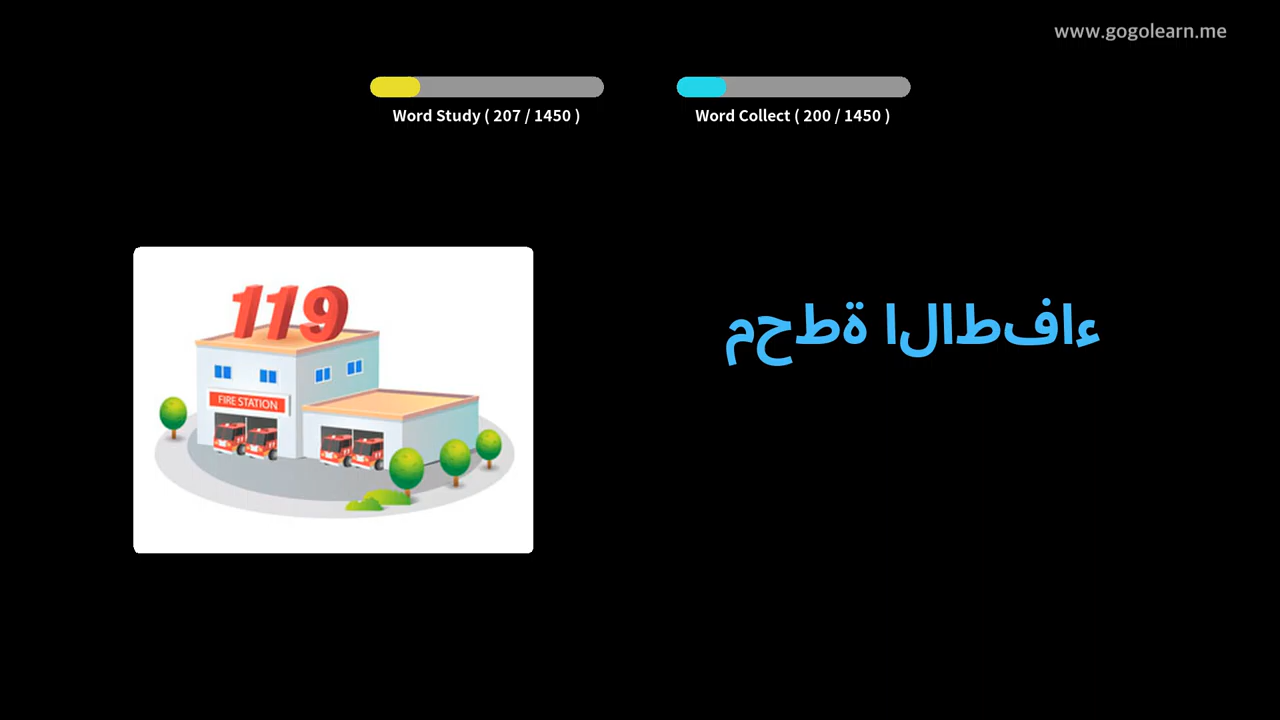 www.gogolearn.me
Word Study ( 207 / 1450 )
Word Collect ( 200 / 1450 )
119
FIRE STATION
محطة الاطفاء